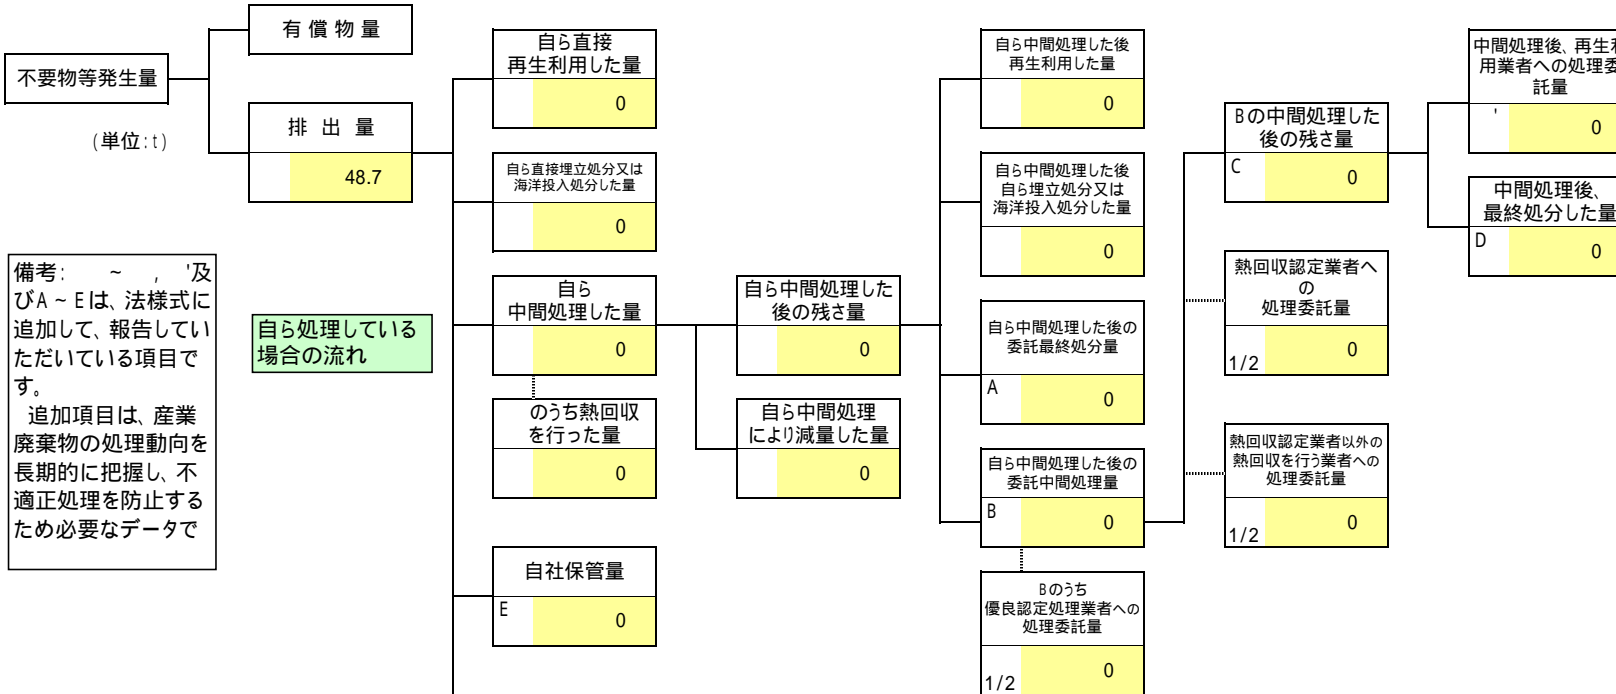 有 償 物 量
不要物等発生量
(単位:t)
排 出 量
48.7
備考: ~ , '及
びA~Eは、法様式に
追加して、報告してい
ただいている項目で
す。
追加項目は、産業
廃棄物の処理動向を
長期的に把握し、不
適正処理を防止する
ため必要なデータで
自ら処理している
場合の流れ
自ら直接
再生利用した量
0
自ら直接埋立処分又は
海洋投入処分した量
0
自ら
中間処理した量
0
のうち熱回収
を行った量
0
自社保管量
E
0
自ら中間処理した
後の残さ量
0
自ら中間処理
により減量した量
0
自ら中間処理した後
再生利用した量
0
自ら中間処理した後
自ら埋立処分又は
海洋投入処分した量
0
自ら中間処理した後の
委託最終処分量
A
0
自ら中間処理した後の
委託中間処理量
B
0
Bのうち
優良認定処理業者への
処理委託量
1/2
0
Bの中間処理した
後の残さ量
C
0
熱回収認定業者へ
の
処理委託量
1/2
0
熱回収認定業者以外の
熱回収を行う業者への
処理委託量
1/2
0
中間処理後、再生利
用業者への処理委
託量
'
0
中間処理後、
最終処分した量
D
0